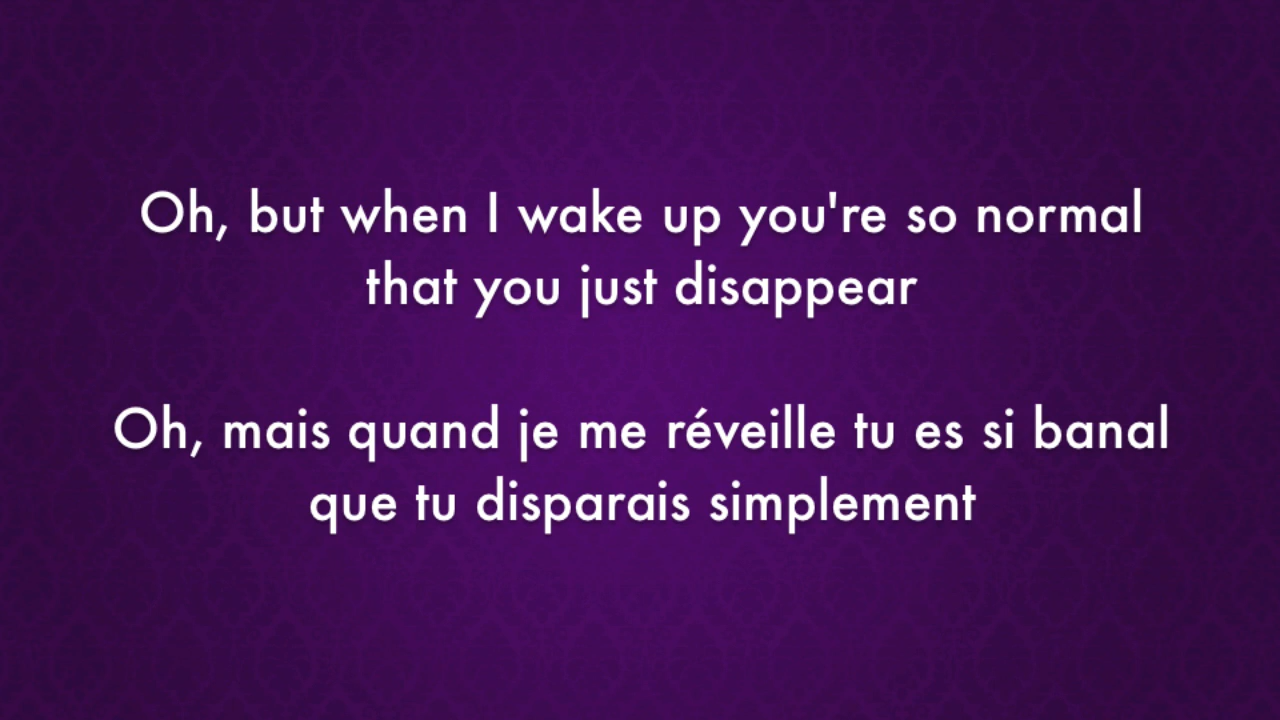 Oh, but when I wake up you're so normal
that you just disappear
Oh, mais quand je me réveille tu es si banal
que tu disparais simplement